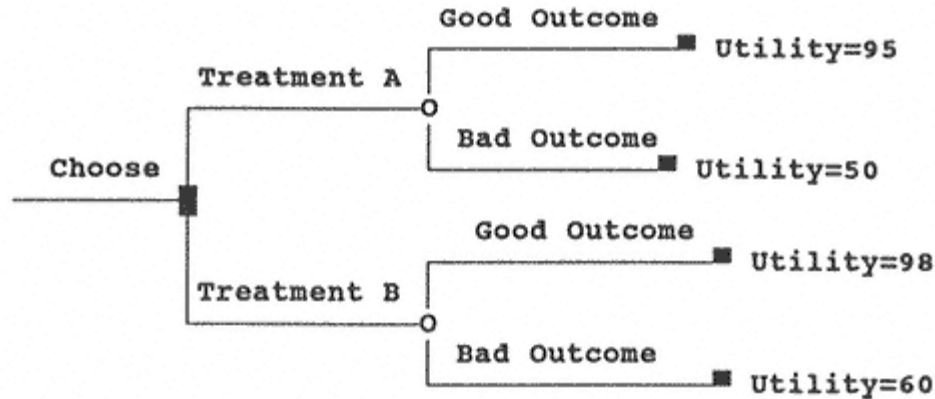 Good Outcome
Utility=95
Treatment A
Bad Outcome
Utility=50
Choose
Good Outcome
Utility=98
Treatment B
Bad Outcome
Utility=60